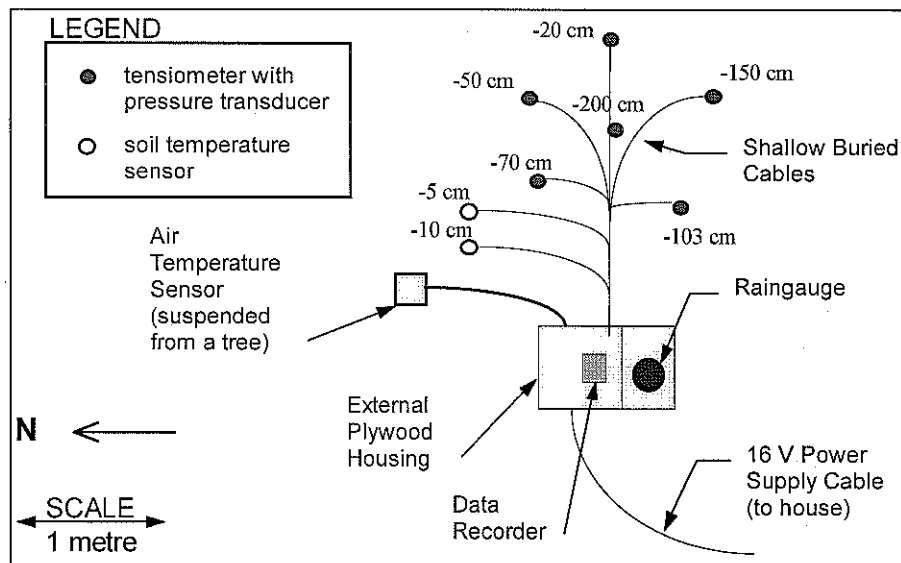 LEGEND
tensiometer with
pressure transducer
soil temperature
sensor
-20 cm
-50 cm
-150 cm
-200 cm
Shallow Buried
Cables
-70 cm
-5 cm
-10 cm
-103 cm
Air
Temperature
Sensor
(suspended
from a tree)
Raingauge
External
Plywood
Housing
N
16 V Power
Supply Cable
(to house)
Data
Recorder
SCALE
1 metre